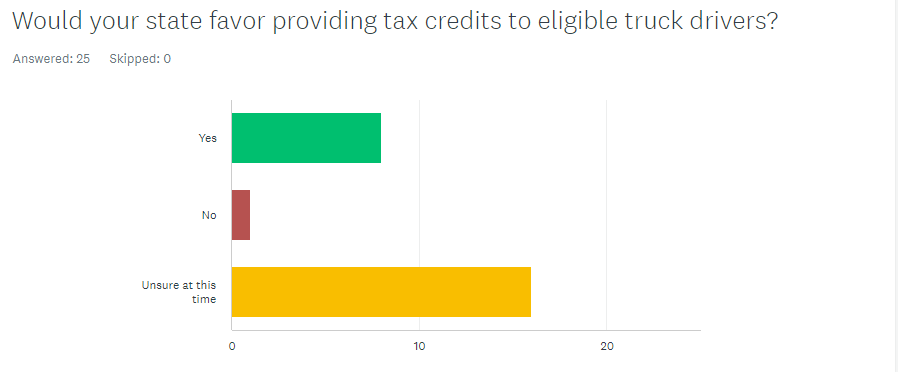 Would your state favor providing tax credits to eligible truck drivers?
Answered: 25 Skipped: 0
Yes
No
Unsure at this
time
0 10 20